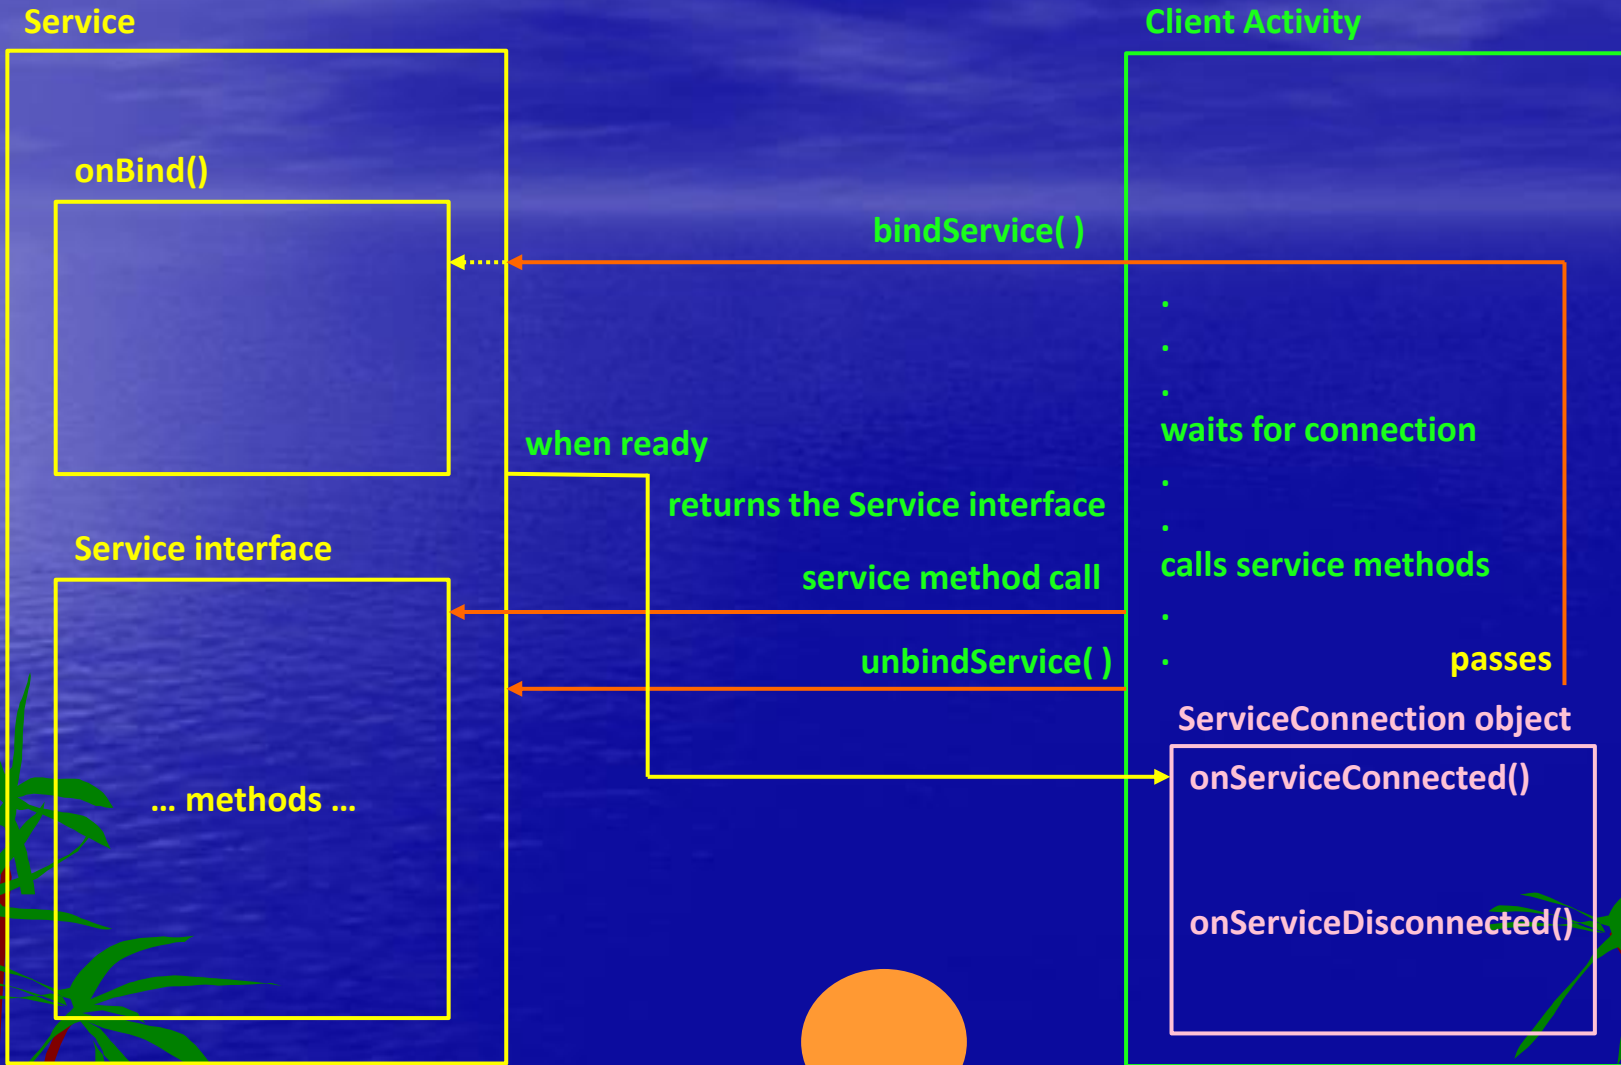 Service
Client Activity
onBind()
bindService( )
.
.
.
when ready
waits for connection
.
returns the Service interface
.
Service interface
service method call
calls service methods
.
unbindService( )
.
passes
ServiceConnection object
onServiceConnected()
... methods ...
onServiceDisconnected()